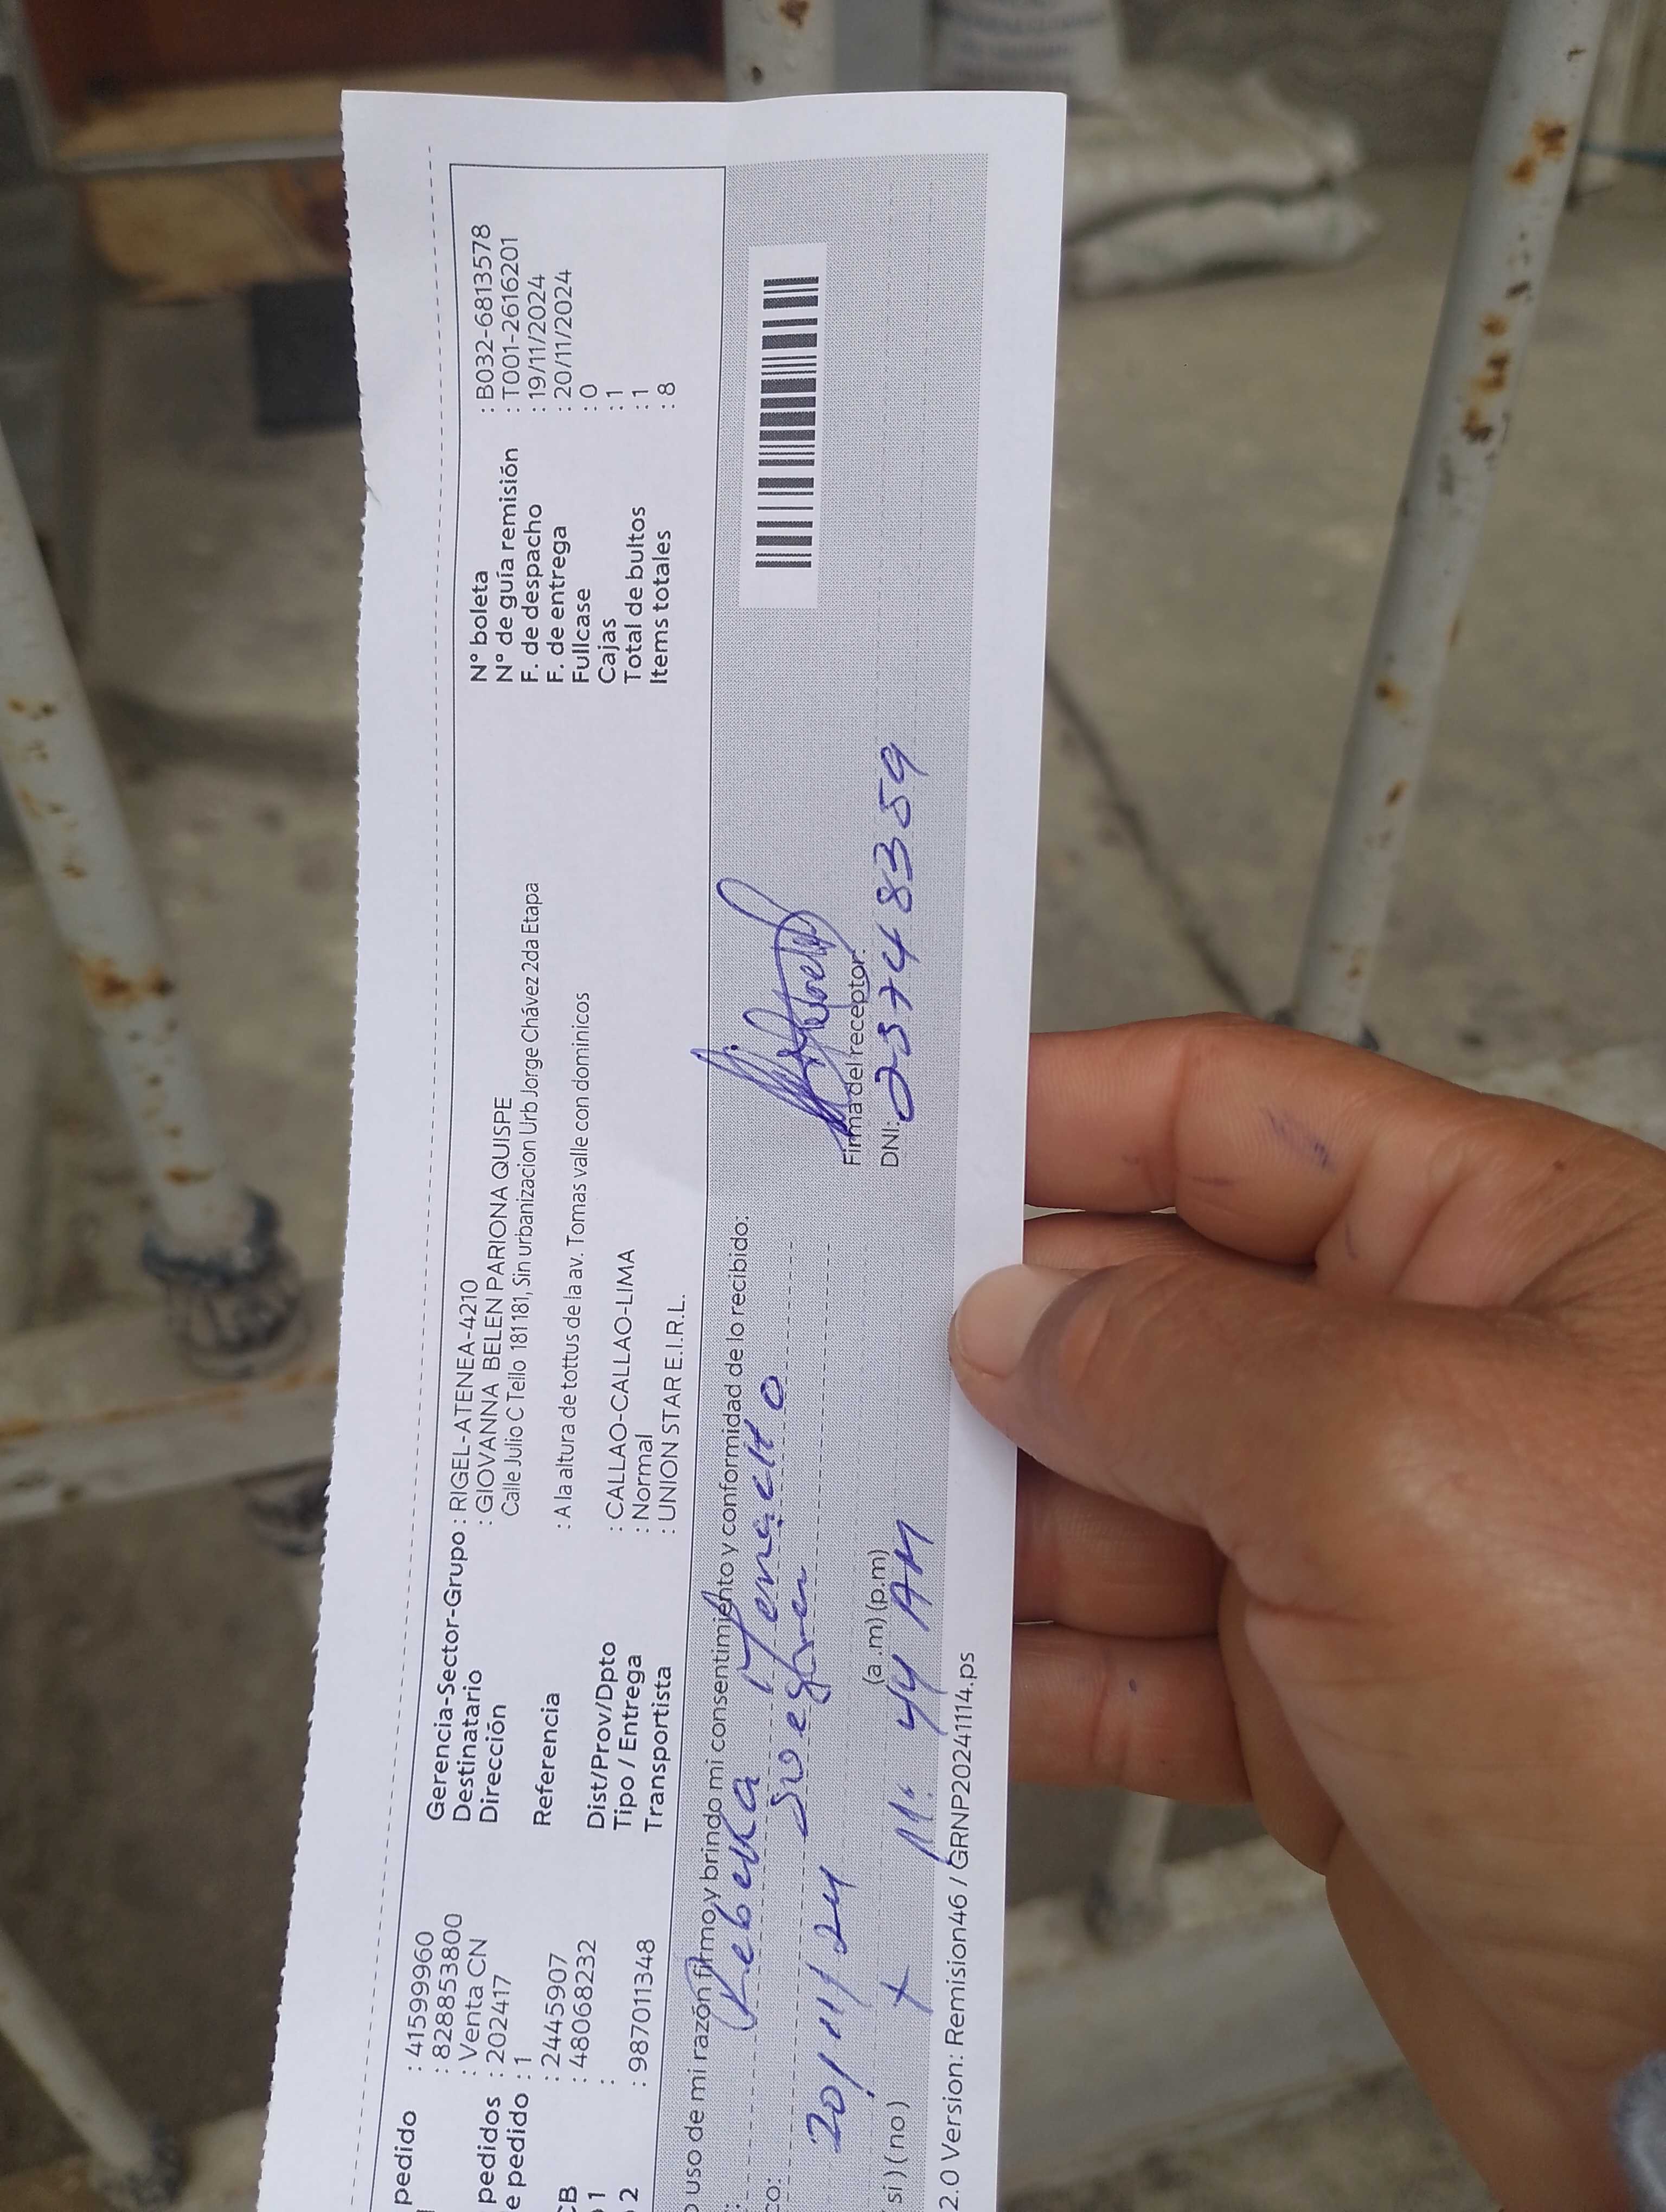 pedido : 41599960
: 828853800
: Venta CN
pedidos : 202417
e pedido : 1
CB : 2445907
1 : 48068232
:
2 : 987011348
Gerencia-Sector-Grupo : RIGEL-ATENEA-4210
Destinatario : GIOVANNA BELEN PARIONA QUISPE
Dirección Calle Julio C Tello 181181, Sin urbanizacion Urb Jorge Chávez 2da Etapa
Referencia : A la altura de tottus de la av. Tomas valle con dominicos
Dist/Prov/Dpto : CALLAO-CALLAO-LIMA
Tipo / Entrega : Normal
Transportista : UNION STAR E.I.R.L.
N° boleta : B032-6813578
N° de guía remisión : T001-2616201
F. de despacho : 19/11/2024
F. de entrega : 20/11/2024
Fullcase : 0
Cajas : 1
Total de bultos : 1
Items totales : 8
uso de mi razón firmo y brindo mi consentimiento y conformidad de lo recibido:
Rebeka
co: Suegra
20/11/24
(a.m) (p.m)
si ) ( no ) x 11:44 AM
Firma del receptor:
DNI:
2.0 Version: Remision46 / GRNP20241114.ps